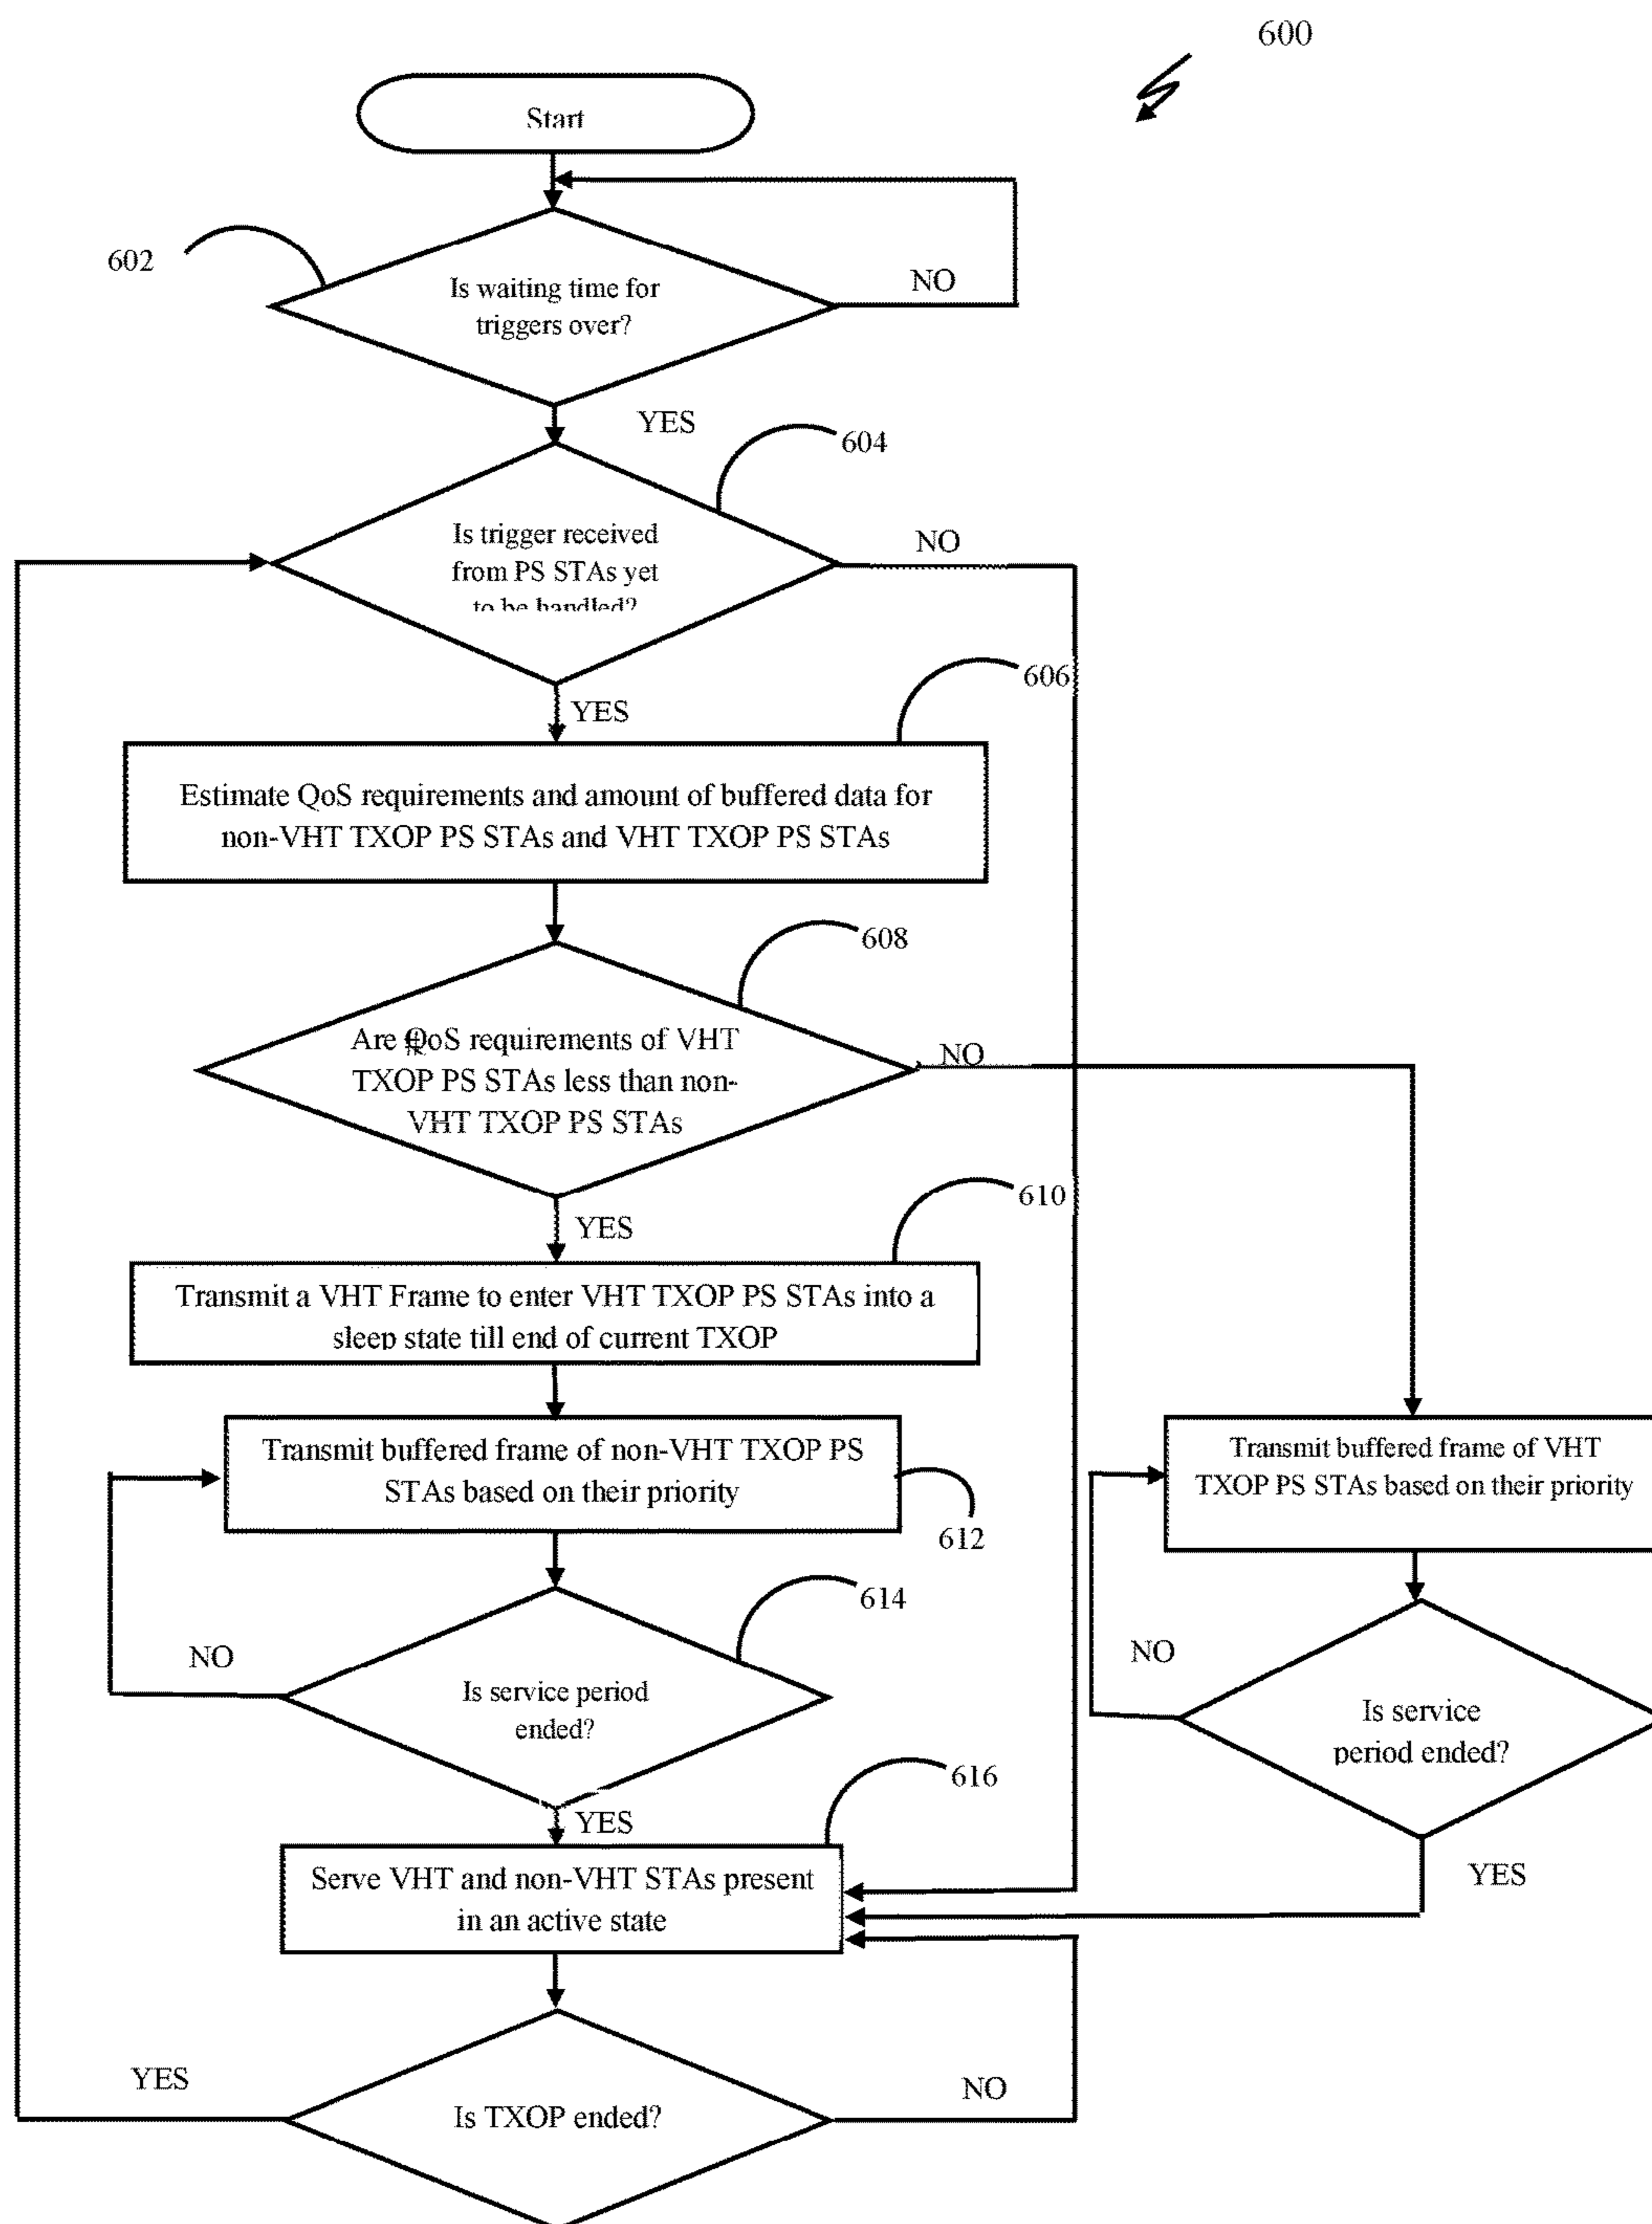 600
Start
602
Is waiting time for
triggers over?
NO
YES
604
Is trigger received
from PS STAs yet
to be handled?
NO
606
YES
Estimate QoS requirements and amount of buffered data for
non-VHT TXOP PS STAs and VHT TXOP PS STAs
608
Are QoS requirements of VHT
TXOP PS STAs less than non-
VHT TXOP PS STAs
NO
610
YES
Transmit a VHT Frame to enter VHT TXOP PS STAs into a
sleep state till end of current TXOP
Transmit buffered frame of non-VHT TXOP PS
STAs based on their priority
612
Transmit buffered frame of VHT
TXOP PS STAs based on their priority
614
NO
Is service period
ended?
NO
Is service
period ended?
616
YES
Serve VHT and non-VHT STAs present
in an active state
YES
YES
NO
Is TXOP ended?